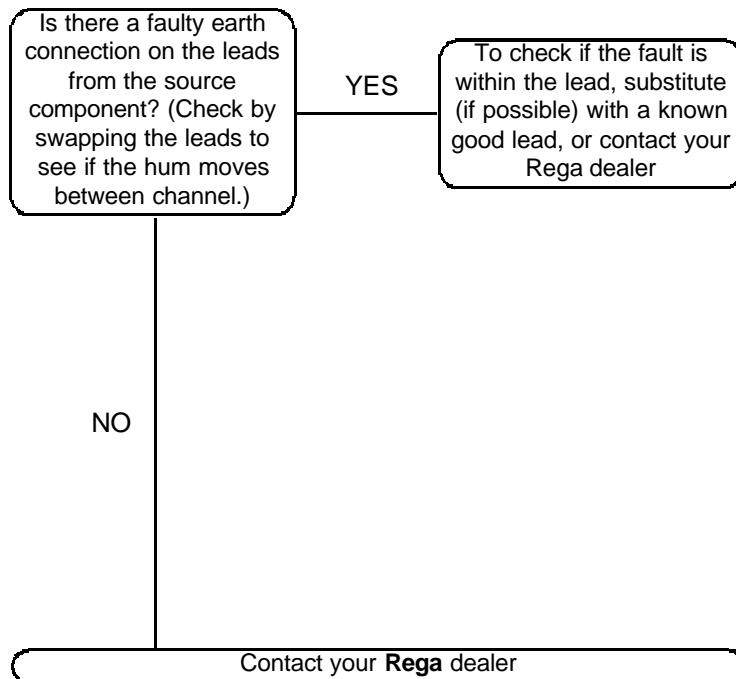 Is there a faulty earth
connection on the leads
from the source
component? (Check by
swapping the leads to
see if the hum moves
between channel.)
YES
To check if the fault is
within the lead, substitute
(if possible) with a known
good lead, or contact your
Rega dealer
NO
Contact your Rega dealer